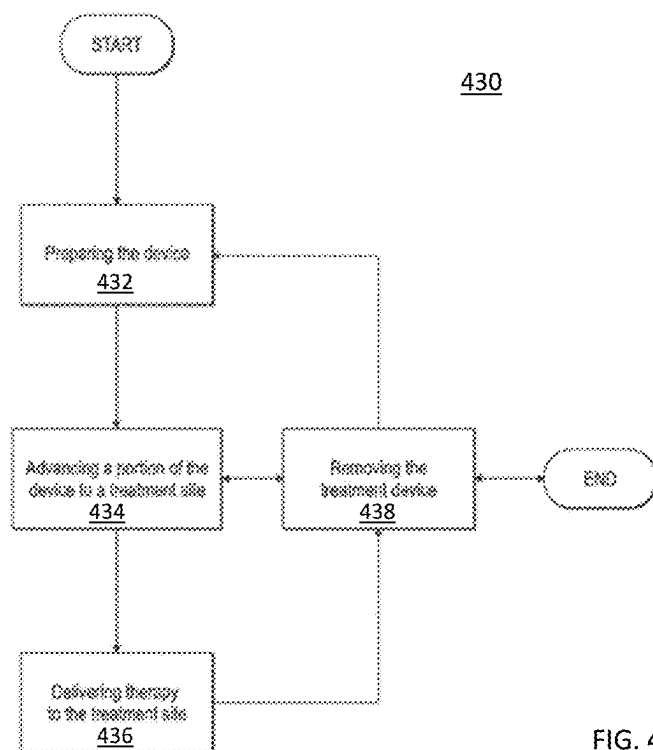 START
430
Preparing the device
432
Advancing a portion of the
device to a treatment site
434
Removing the
treatment device
438
END
Delivering therapy
to the treatment site
436
FIG. 4